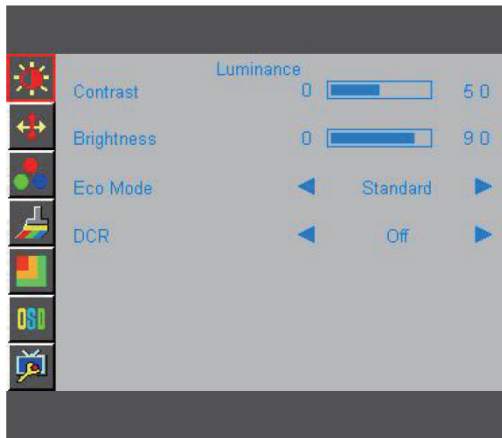 Luminance
Contrast 0 50
Brightness 0 90
Eco Mode Standard
DCR Off
OSD